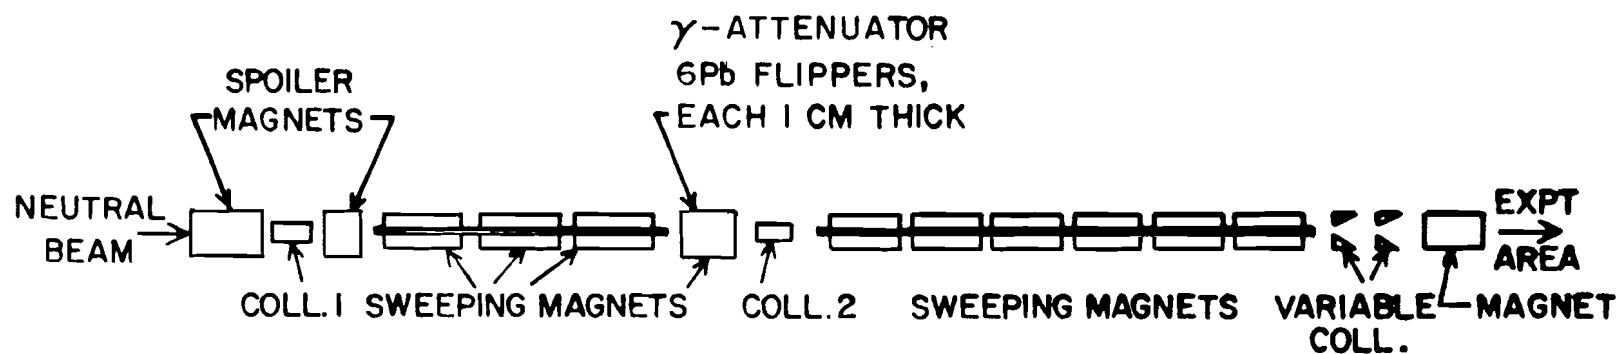 γ-ATTENUATOR
6Pb FLIPPERS,
EACH 1 CM THICK
SPOILER
MAGNETS
NEUTRAL
BEAM
EXPT
AREA
COLL. 1
SWEEPING MAGNETS
COLL. 2
SWEEPING MAGNETS
VARIABLE
COLL.
MAGNET